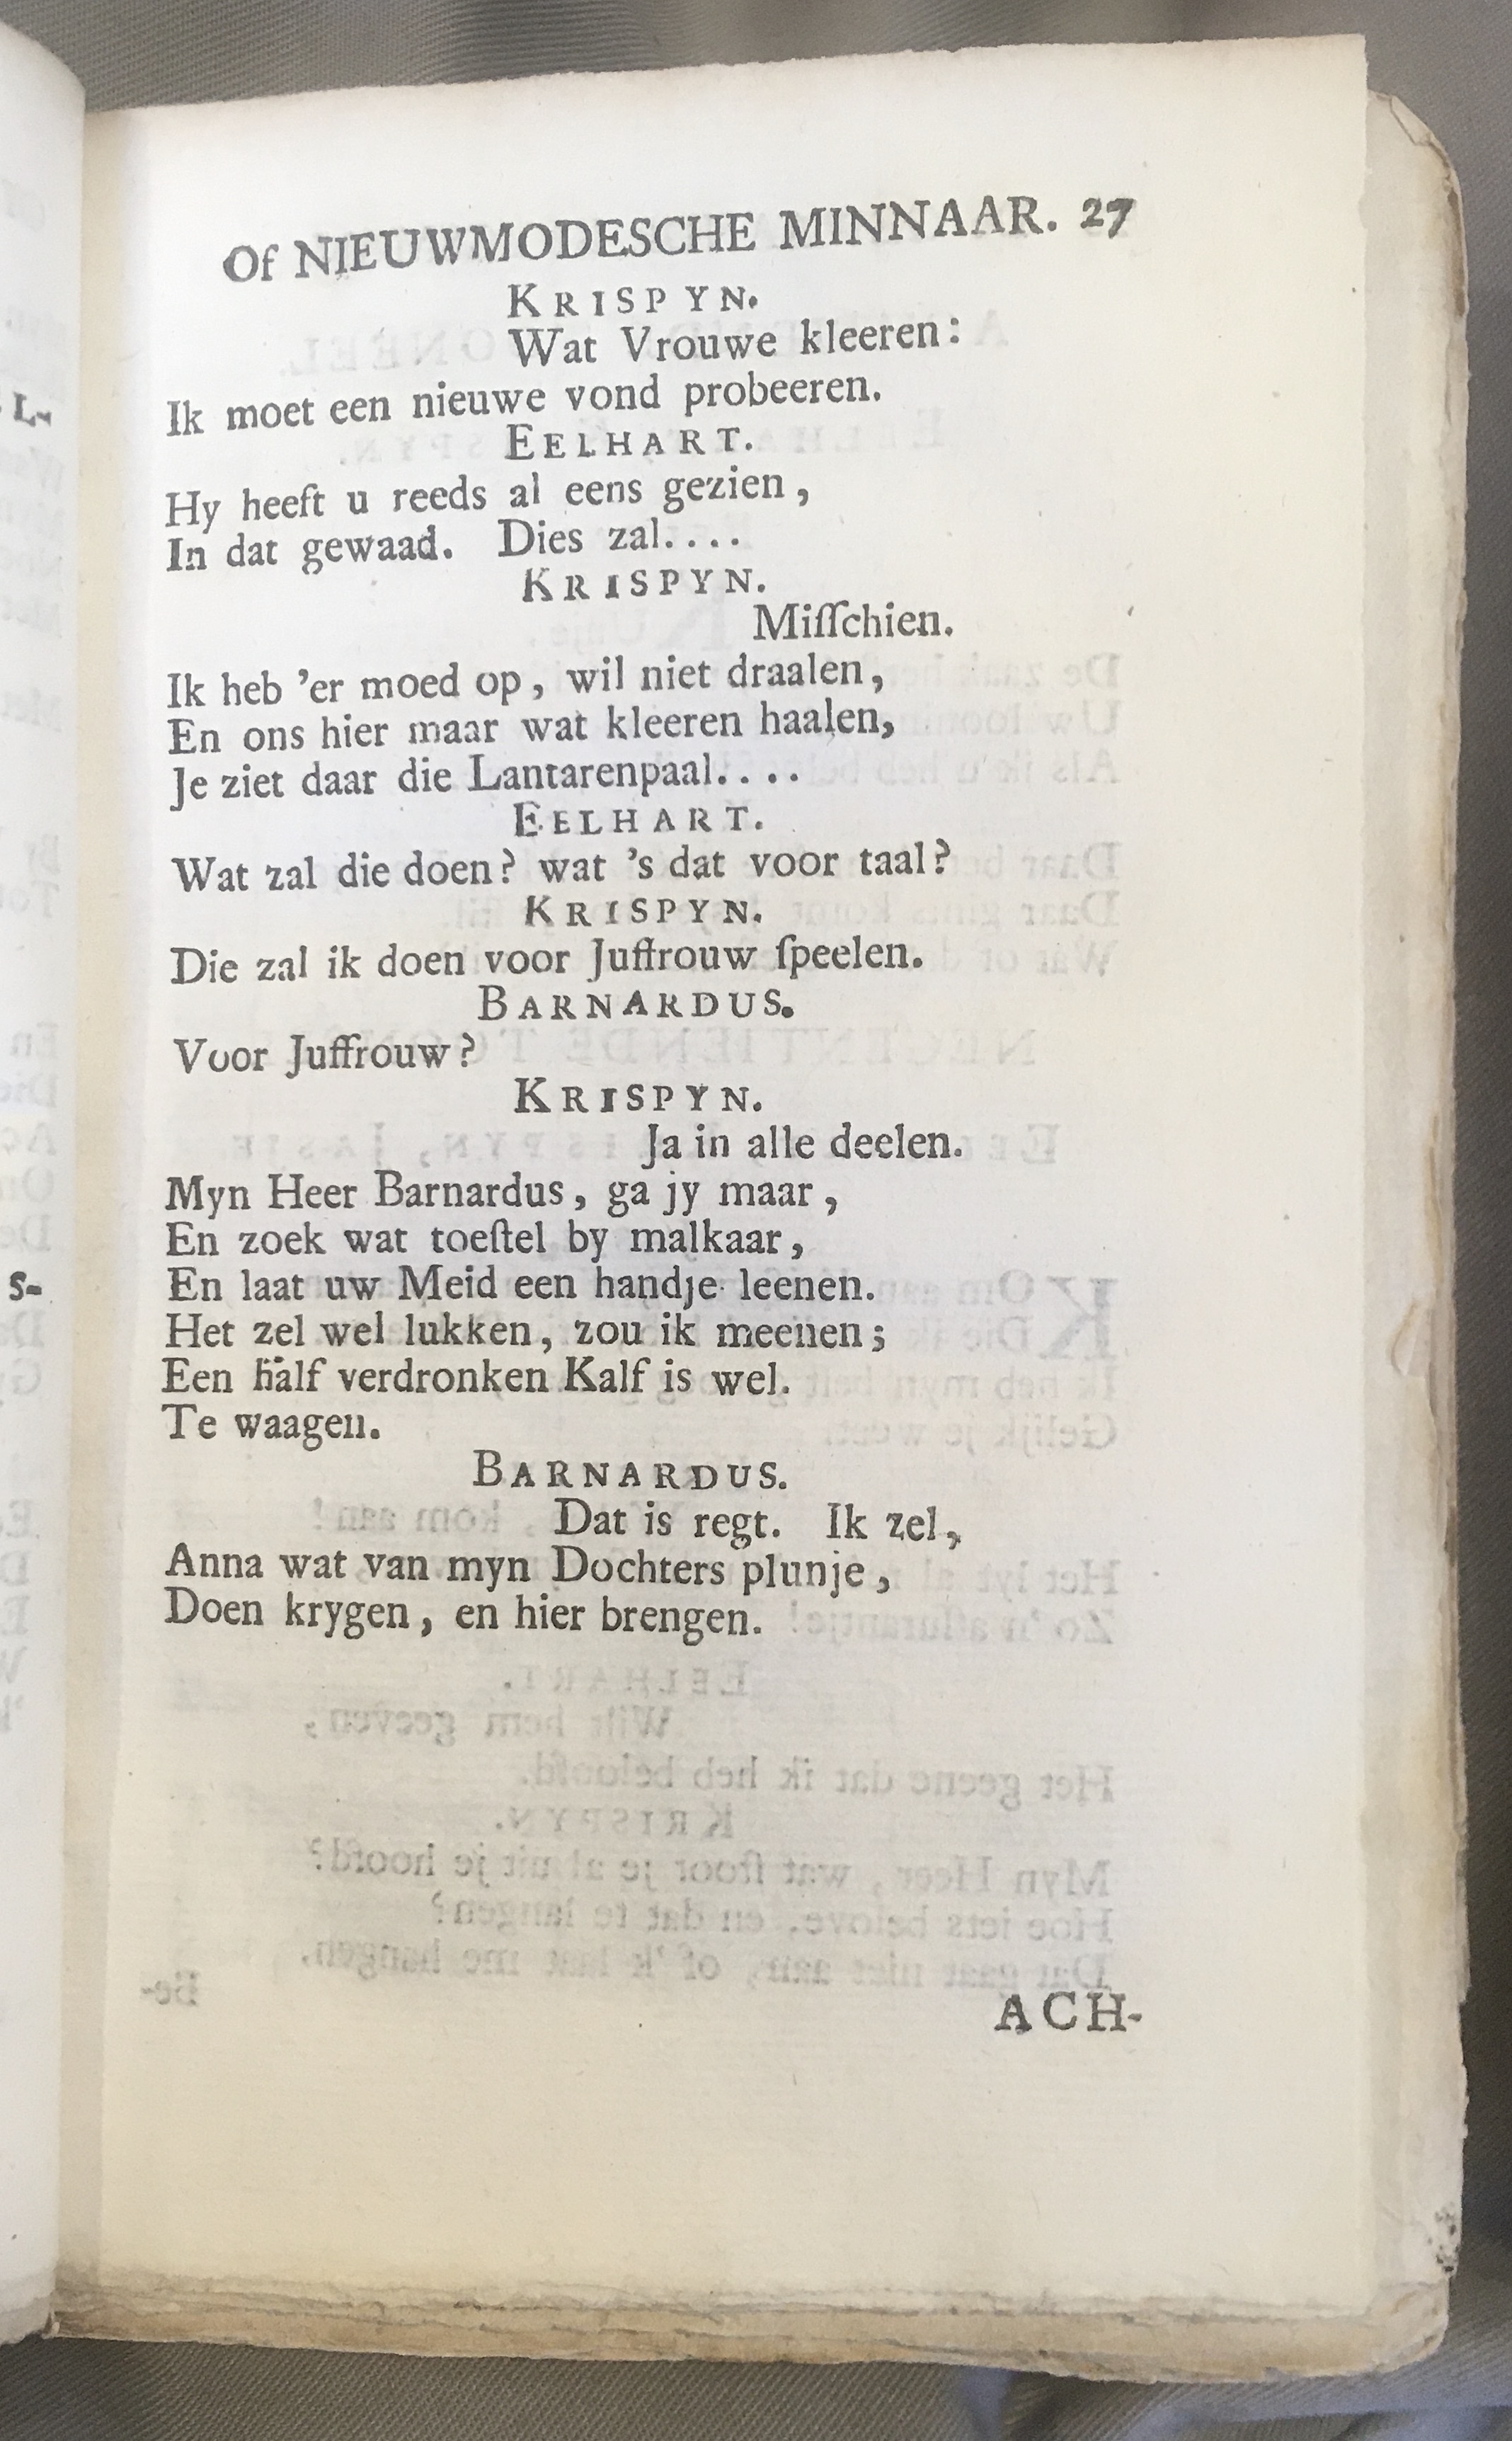 Of NIEUWMODESCHE MINNAAR. 27
KRISPYN.
Wat Vrouwe kleeren:
Ik moet een nieuwe vond probeeren.
EELHART.
Hy heeft u reeds al eens gezien,
In dat gewaad. Dies zal....
KRISPYN.
Miſſchien.
Ik heb 'er moed op, wil niet draalen,
En ons hier maar wat kleeren haalen,
Je ziet daar die Lantarenpaal....
EELHART.
Wat zal die doen? wat 's dat voor taal?
KRISPYN.
Die zal ik doen voor Juffrouw ſpeelen.
BARNARDUS.
Voor Juffrouw?
KRISPYN.
Ja in alle deelen.
Myn Heer Barnardus, ga jy maar,
En zoek wat toeſtel by malkaar,
En laat uw Meid een handje leenen.
Het zel wel lukken, zou ik meenen;
Een half verdronken Kalf is wel.
Te waagen.
BARNARDUS.
Dat is regt. Ik zel,
Anna wat van myn Dochters plunje,
Doen krygen, en hier brengen.
ACH-